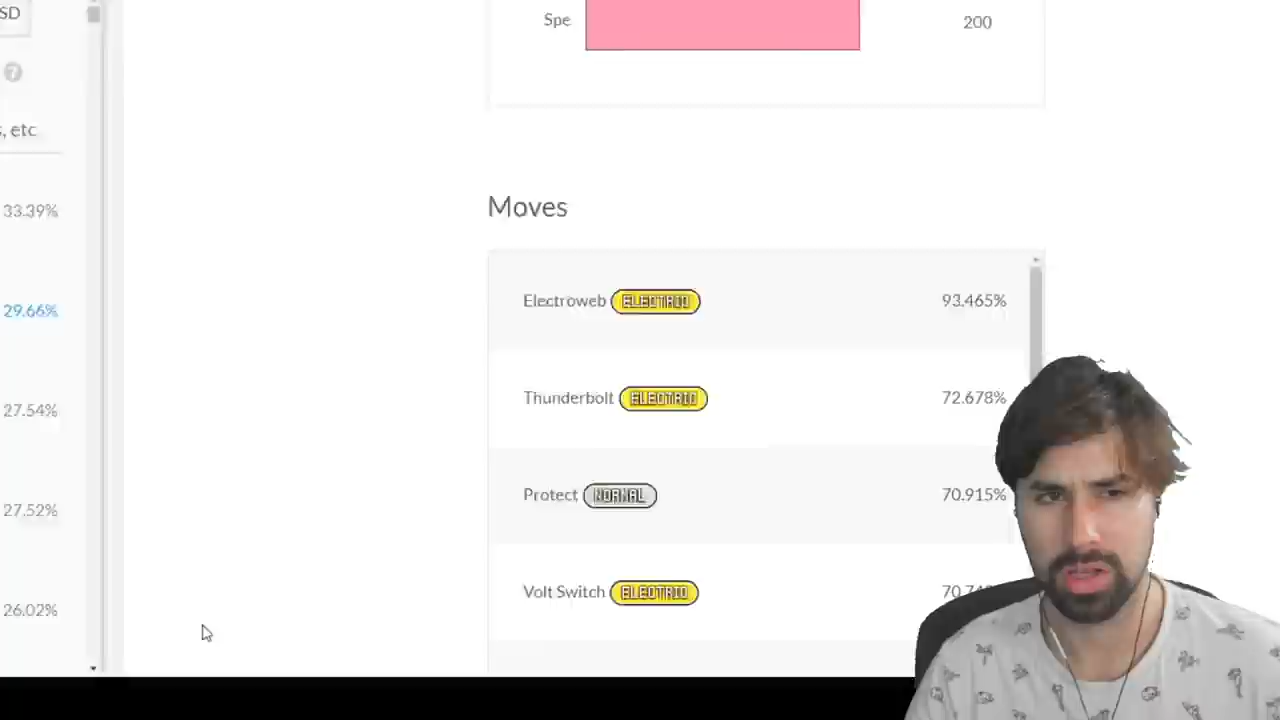 SD
Spe 200
?
s, etc
33.39%
Moves
29.66%
Electroweb ELECTRIC 93.465%
27.54%
Thunderbolt ELECTRIC 72.678%
27.52%
Protect NORMAL 70.915%
26.02%
Volt Switch ELECTRIC